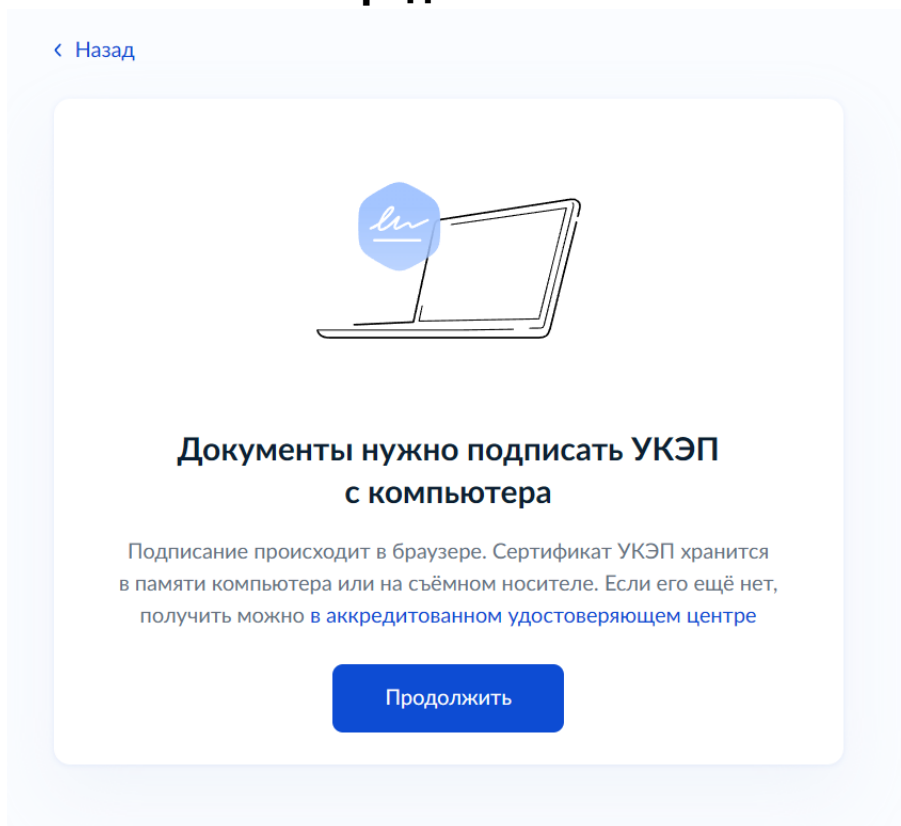 Назад
Документы нужно подписать УКЭП
с компьютера
Подписание происходит в браузере. Сертификат УКЭП хранится
в памяти компьютера или на съёмном носителе. Если его ещё нет,
получить можно в аккредитованном удостоверяющем центре
Продолжить